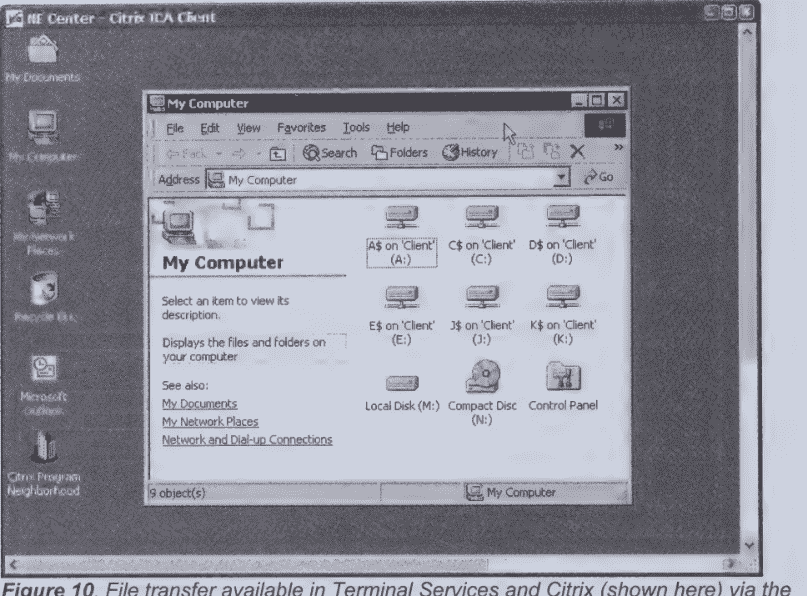 NE Center - Citrix ICA Client
My Documents
My Computer
My Network
Places
Recycle Bin
Microsoft
Outlook
Citrix Program
Neighborhood
My Computer
File Edit View Favorites Tools Help
Back Search Folders History »
Address My Computer Go
My Computer
Select an item to view its
description.
Displays the files and folders on
your computer
See also:
My Documents
My Network Places
Network and Dial-up Connections
A$ on 'Client'
(A:)
C$ on 'Client'
(C:)
D$ on 'Client'
(D:)
E$ on 'Client'
(E:)
J$ on 'Client'
(J:)
K$ on 'Client'
(K:)
Local Disk (M:)
Compact Disc
(N:)
Control Panel
9 object(s) My Computer
Figure 10. File transfer available in Terminal Services and Citrix (shown here) via the